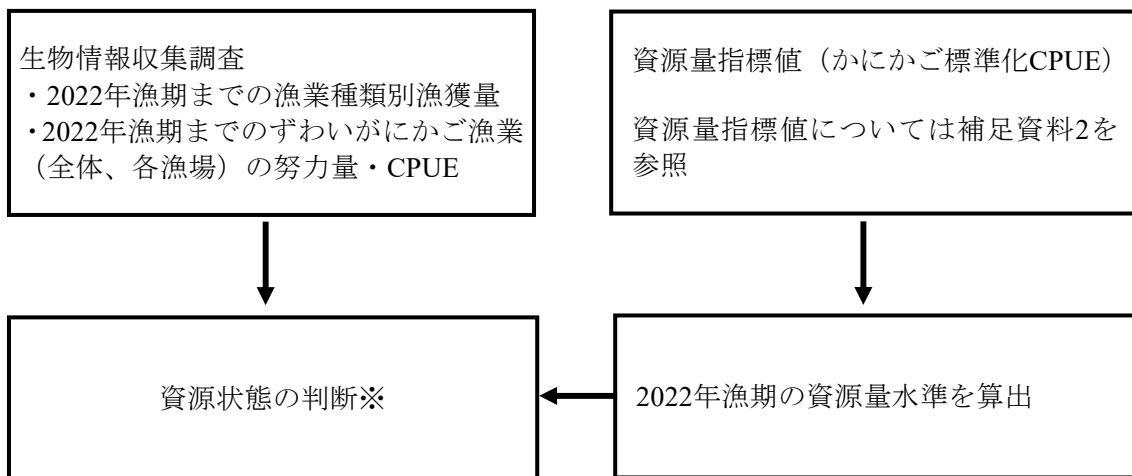 生物情報収集調査
・2022年漁期までの漁業種類別漁獲量
・2022年漁期までのずわいがにかご漁業
（全体、各漁場）の努力量・CPUE
資源量指標値（かにかご標準化CPUE）
資源量指標値については補足資料2を
参照
資源状態の判断※
2022年漁期の資源量水準を算出